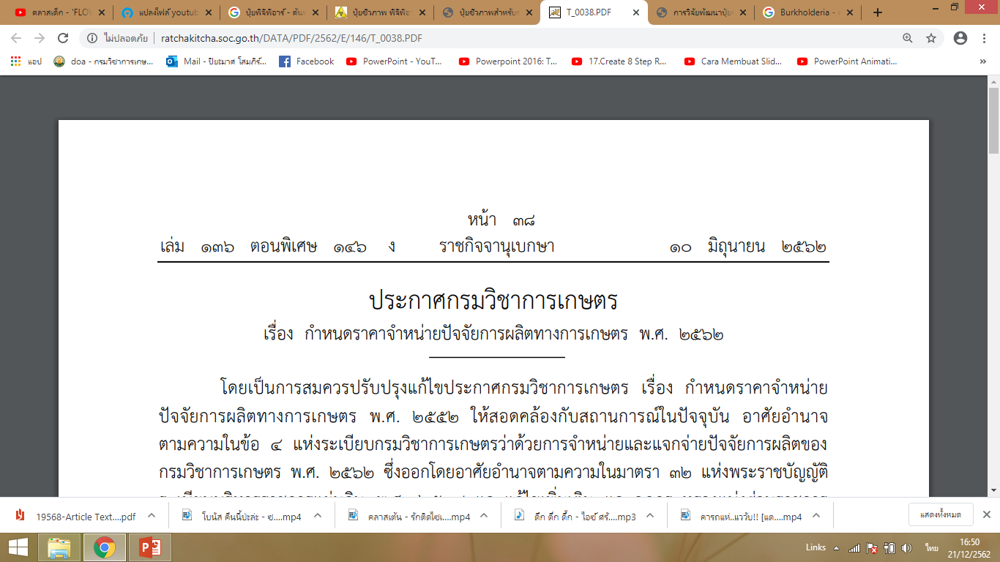 คลาสเด็ก - 'FLOV
แปลงไฟล์ youtub
ปุ๋ยพีจีพีอาร์ - ค้น
ปุ๋ยชีวภาพ พีจีพีอา
ปุ๋ยชีวภาพสำหรับ
T_0038.PDF
การวิจัยพัฒนาปุ๋ย
Burkholderia -
ไม่ปลอดภัย | ratchakitcha.soc.go.th/DATA/PDF/2562/E/146/T_0038.PDF
แอป
doa - กรมวิชาการเกษ...
Mail - ปิยะมาศ โสมภีร์...
Facebook
PowerPoint - YouT...
Powerpoint 2016: T...
17.Create 8 Step R...
Cara Membuat Slid...
PowerPoint Animati...
หน้า ๓๘
เล่ม ๑๓๖ ตอนพิเศษ ๑๔๖ ง ราชกิจจานุเบกษา ๑๐ มิถุนายน ๒๕๖๒
ประกาศกรมวิชาการเกษตร
เรื่อง กำหนดราคาจำหน่ายปัจจัยการผลิตทางการเกษตร พ.ศ. ๒๕๖๒
โดยเป็นการสมควรปรับปรุงแก้ไขประกาศกรมวิชาการเกษตร เรื่อง กำหนดราคาจำหน่าย
ปัจจัยการผลิตทางการเกษตร พ.ศ. ๒๕๕๒ ให้สอดคล้องกับสถานการณ์ในปัจจุบัน อาศัยอำนาจ
ตามความในข้อ ๔ แห่งระเบียบกรมวิชาการเกษตรว่าด้วยการจำหน่ายและแจกจ่ายปัจจัยการผลิตของ
กรมวิชาการเกษตร พ.ศ. ๒๕๖๒ ซึ่งออกโดยอาศัยอำนาจตามความในมาตรา ๓๒ แห่งพระราชบัญญัติ
19568-Article Text....pdf
โบนัส คืนนี้ปะล่ะ - ซ....mp4
คลาสเต้น - รักติดไซเ....mp4
ดึก ดึก ดึ๊ก - ไอซ์ ศรั....mp3
คารถแห่..แววับ!! [แด....mp4
แสดงทั้งหมด
Links
ไทย
16:50
21/12/2562